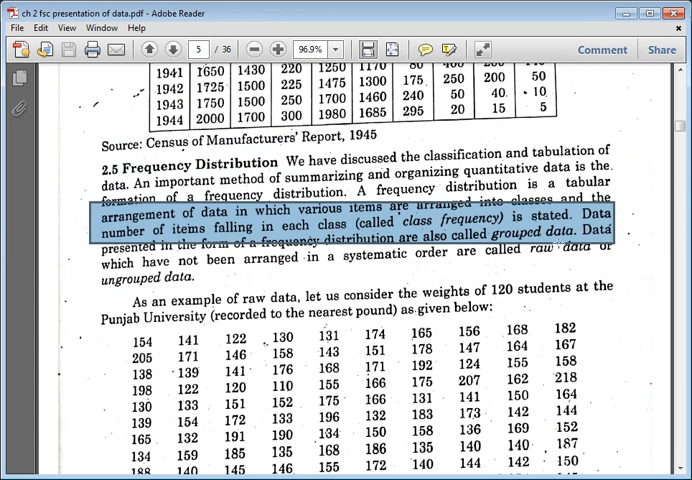 ch 2 fsc presentation of data.pdf - Adobe Reader
File Edit View Window Help
5 / 36 96.9% Comment Share
1941 1650 1430 220 1250 1170 80
1942 1725 1500 225 1475 1300 175 250 200 50
1943 1750 1500 250 1700 1460 240 50 40 10
1944 2000 1700 300 1980 1685 295 20 15 5
Source: Census of Manufacturers' Report, 1945
2.5 Frequency Distribution We have discussed the classification and tabulation of
data. An important method of summarizing and organizing quantitative data is the
formation of a frequency distribution. A frequency distribution is a tabular
arrangement of data in which various items are arranged into classes and the
number of items falling in each class (called class frequency) is stated. Data
presented in the form of a frequency distribution are also called grouped data. Data
which have not been arranged in a systematic order are called raw data or
ungrouped data.
As an example of raw data, let us consider the weights of 120 students at the
Punjab University (recorded to the nearest pound) as given below:
154 141 122 130 131 174 165 156 168 182
205 171 146 158 143 151 178 147 164 167
138 139 141 176 168 171 192 124 155 158
198 122 120 110 155 166 175 207 162 218
130 133 151 152 175 166 131 141 150 164
139 154 172 133 196 132 183 173 142 144
165 132 191 190 134 150 158 136 169 152
134 159 185 135 168 186 135 140 140 187
188 140 145 146 155 172 140 144 142 150